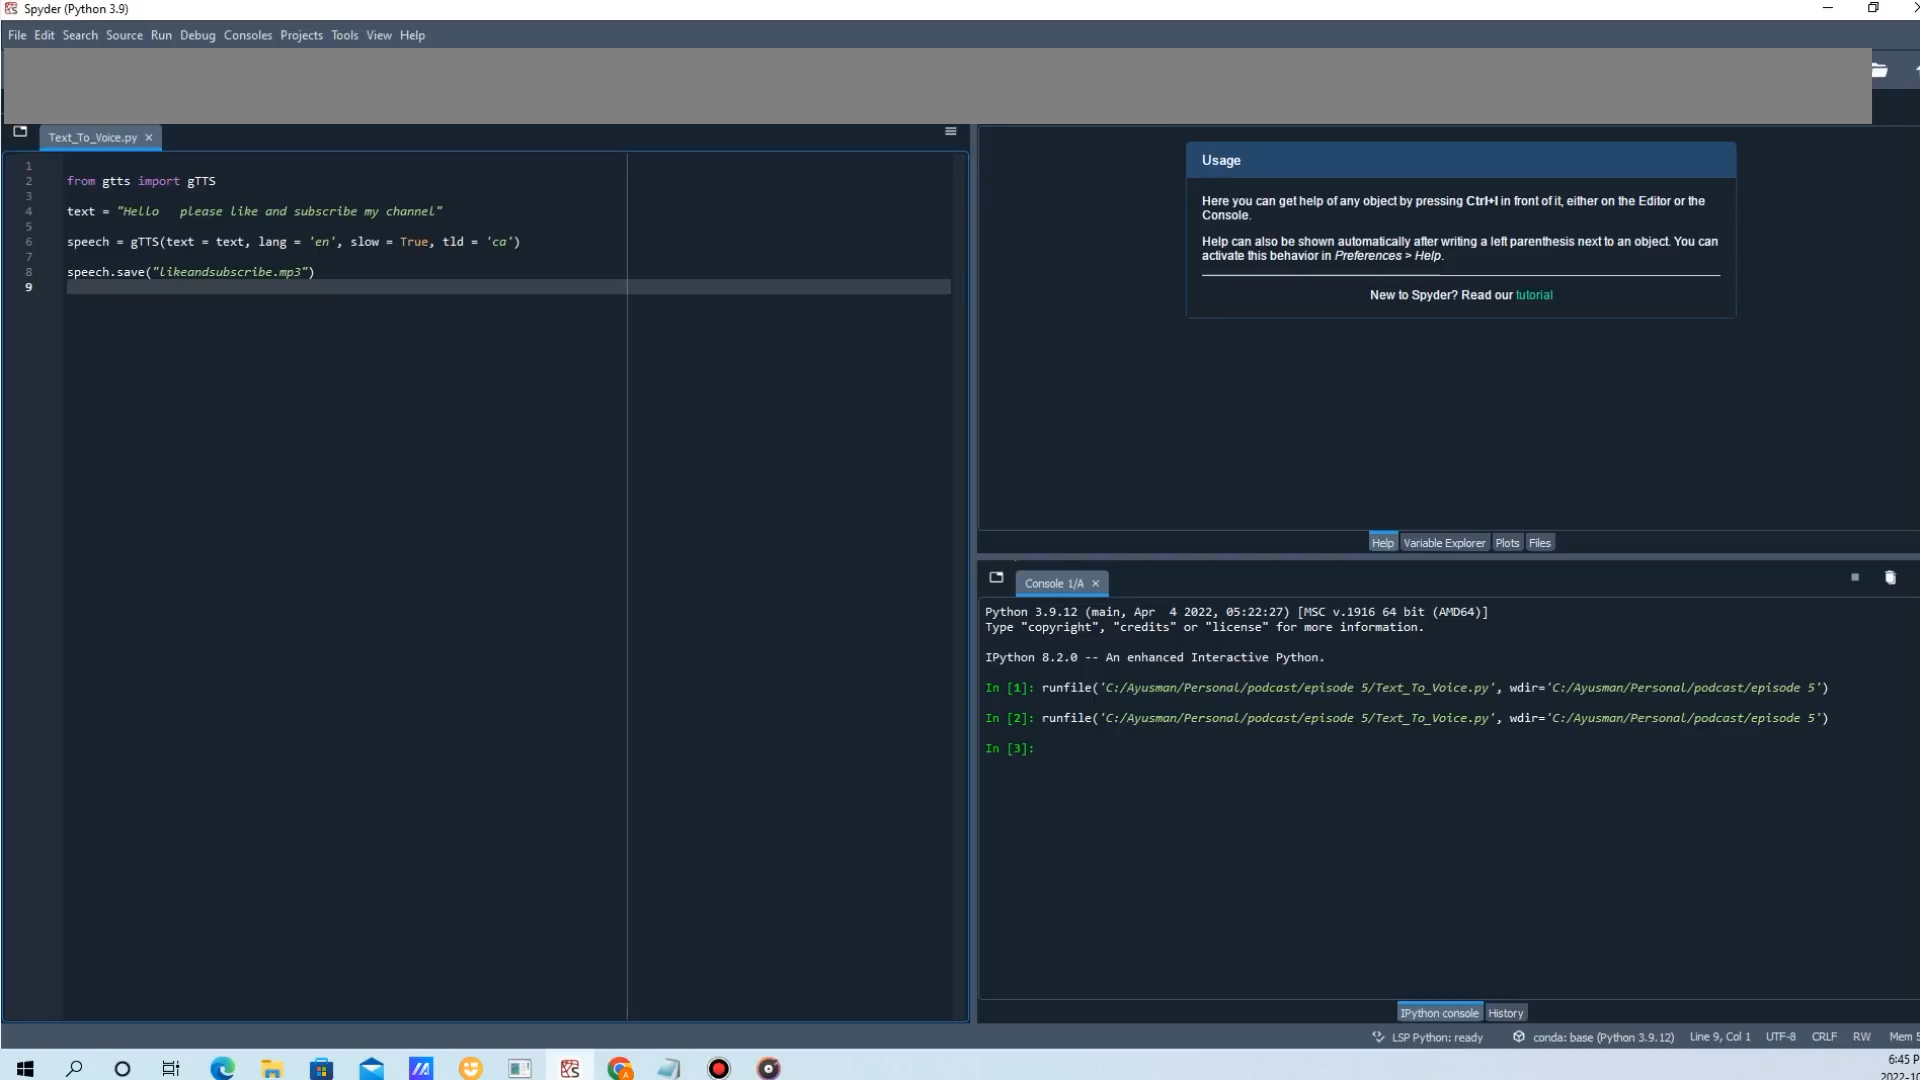 Spyder (Python 3.9)
File Edit Search Source Run Debug Consoles Projects Tools View Help
Text_To_Voice.py
1
2 from gtts import gTTS
3
4 text = "Hello   please like and subscribe my channel"
5
6 speech = gTTS(text = text, lang = 'en', slow = True, tld = 'ca')
7
8 speech.save("likeandsubscribe.mp3")
9
Usage
Here you can get help of any object by pressing Ctrl+I in front of it, either on the Editor or the
Console.
Help can also be shown automatically after writing a left parenthesis next to an object. You can
activate this behavior in Preferences > Help.
New to Spyder? Read our tutorial
Help Variable Explorer Plots Files
Console 1/A
Python 3.9.12 (main, Apr  4 2022, 05:22:27) [MSC v.1916 64 bit (AMD64)]
Type "copyright", "credits" or "license" for more information.
IPython 8.2.0 -- An enhanced Interactive Python.
In [1]: runfile('C:/Ayusman/Personal/podcast/episode 5/Text_To_Voice.py', wdir='C:/Ayusman/Personal/podcast/episode 5')
In [2]: runfile('C:/Ayusman/Personal/podcast/episode 5/Text_To_Voice.py', wdir='C:/Ayusman/Personal/podcast/episode 5')
In [3]:
IPython console History
LSP Python: ready conda: base (Python 3.9.12) Line 9, Col 1 UTF-8 CRLF RW Mem
6:45 P
2022-10